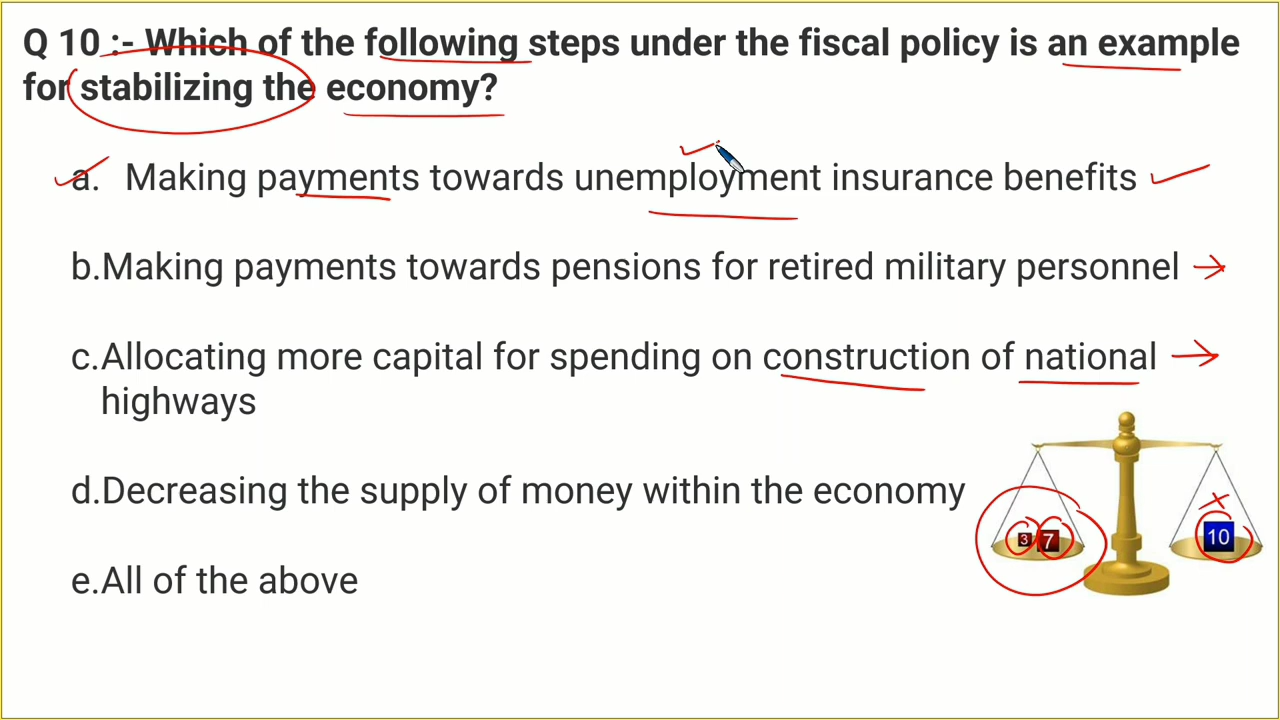 Q 10 :- Which of the following steps under the fiscal policy is an example
for stabilizing the economy?
a. Making payments towards unemployment insurance benefits
b.Making payments towards pensions for retired military personnel
c.Allocating more capital for spending on construction of national
highways
d.Decreasing the supply of money within the economy
3 7 10
e.All of the above